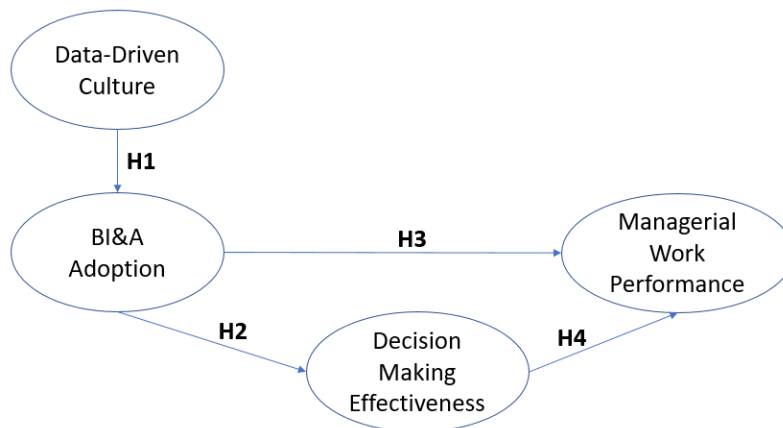 Data-Driven
Culture
H1
BI&A
Adoption
H3
Managerial
Work
Performance
H2
Decision
Making
Effectiveness
H4